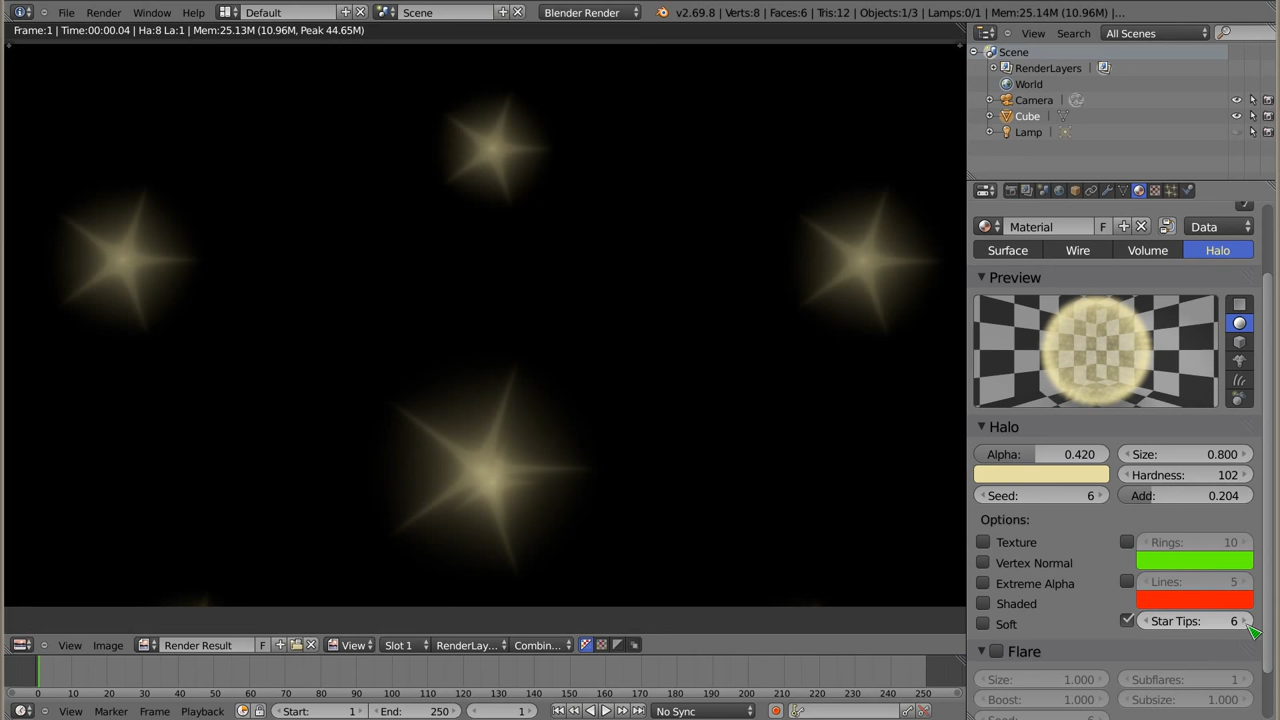 File Render Window Help Default Scene Blender Render v2.69.8 | Verts:8 | Faces:6 | Tris:12 | Objects:1/3 | Lamps:0/1 | Mem:25.14M (10.96M) |...
Frame:1 | Time:00:00.04 | Ha:8 La:1 | Mem:25.13M (10.96M, Peak 44.65M)
View Search All Scenes
Scene
RenderLayers |
World
Camera |
Cube |
Lamp |
Material F Data
Surface Wire Volume Halo
Preview
Halo
Alpha: 0.420 Size: 0.800
Hardness: 102
Seed: 6 Add: 0.204
Options:
Texture Rings: 10
Vertex Normal
Extreme Alpha Lines: 5
Shaded
Soft Star Tips: 6
Flare
Size: 1.000 Subflares: 1
Boost: 1.000 Subsize: 1.000
View Image Render Result F View Slot 1 RenderLay... Combin...
0 10 20 30 40 50 60 70 80 90 100 110 120 130 140 150 160 170 180 190 200 210 220 230 240 250
View Marker Frame Playback Start: 1 End: 250 1 No Sync